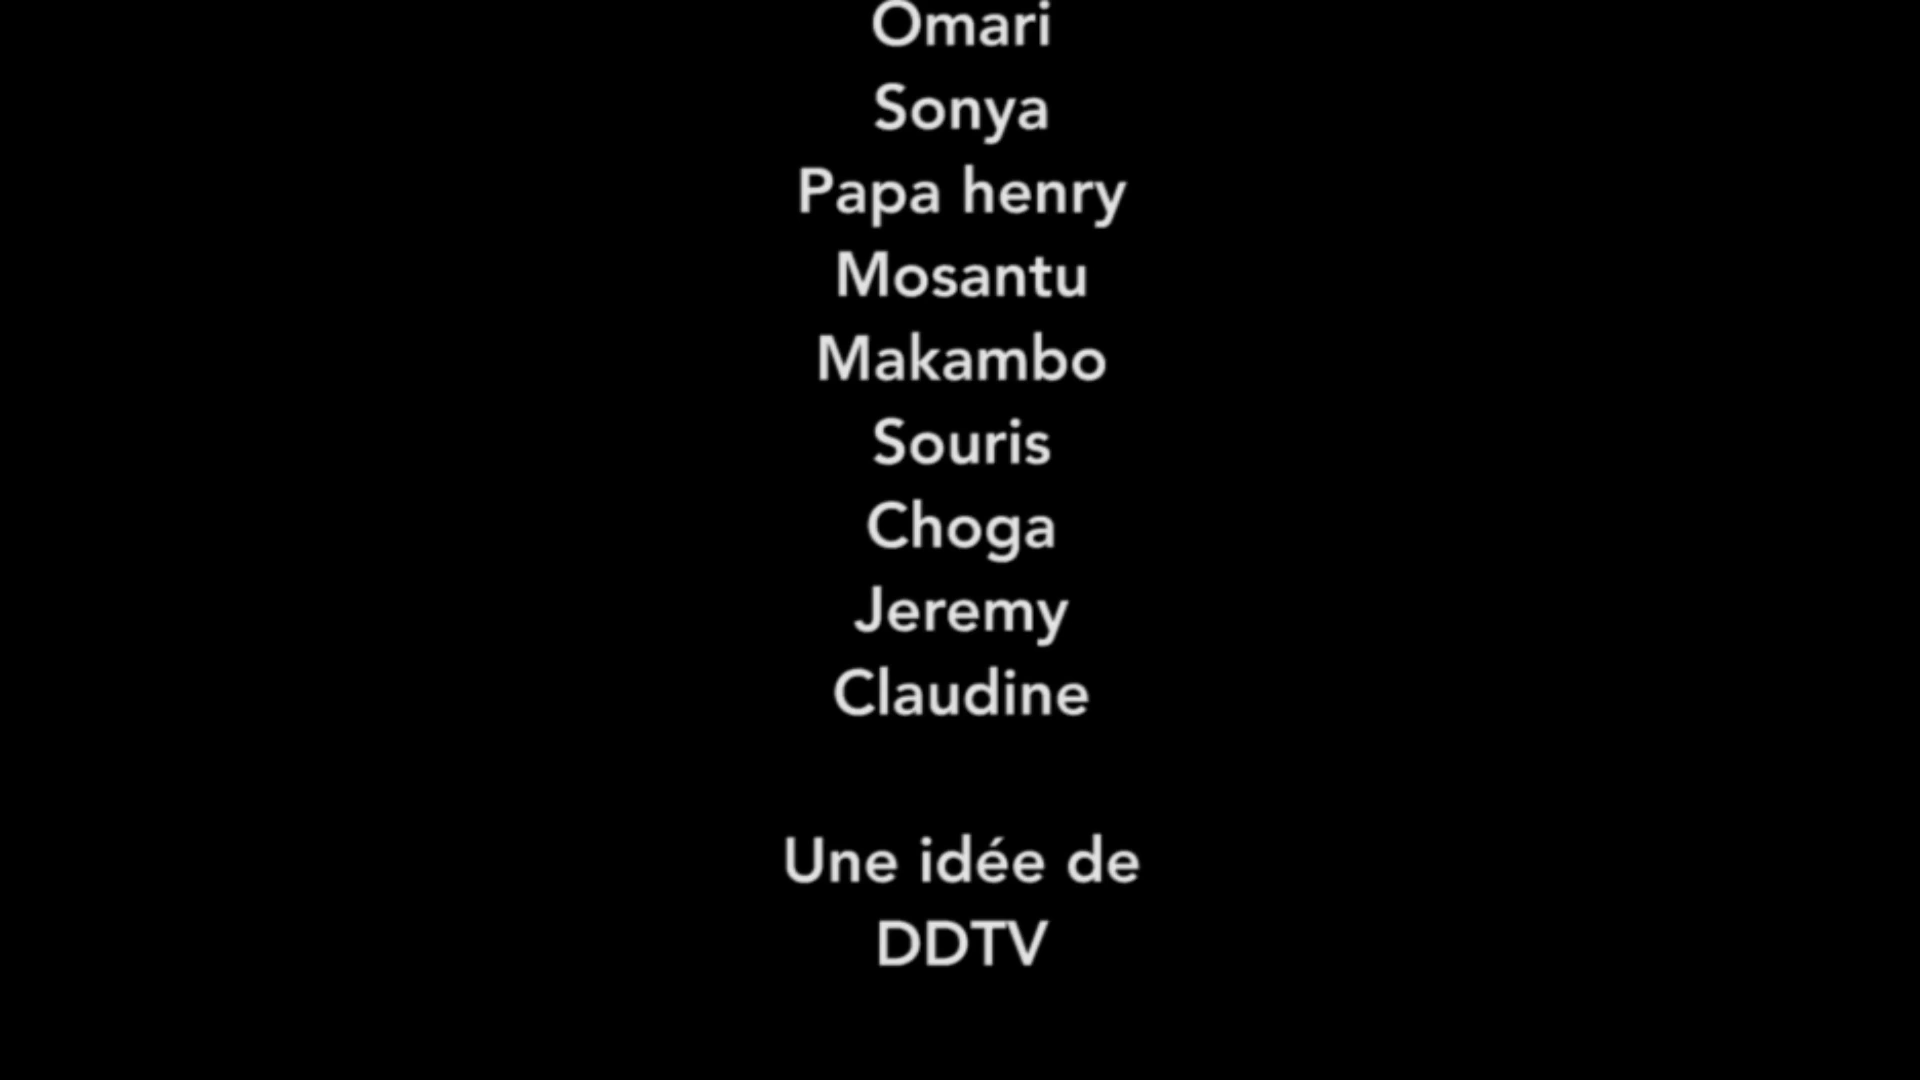 Omari
Sonya
Papa henry
Mosantu
Makambo
Souris
Choga
Jeremy
Claudine
Une idée de
DDTV